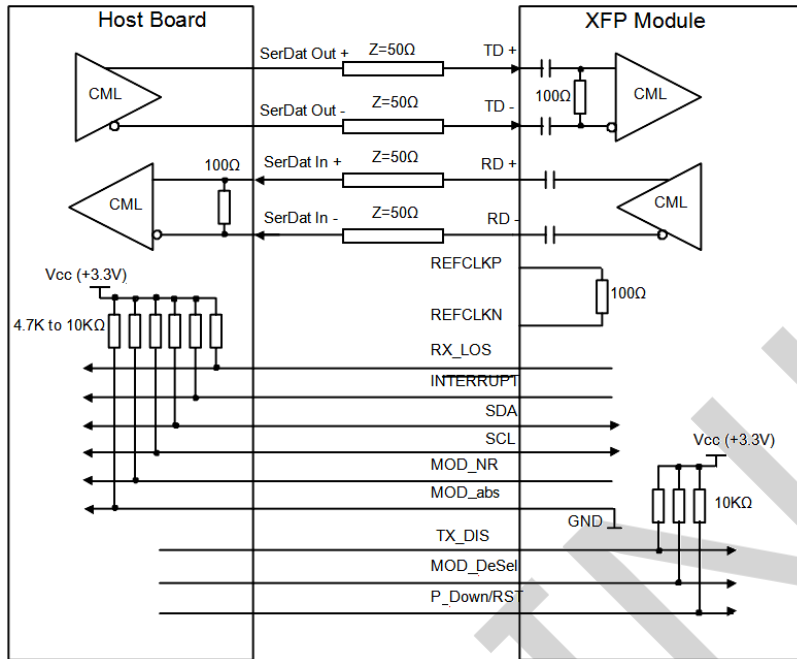 Host Board
XFP Module
SerDat Out +
Z=50Ω
TD +
CML
100Ω
CML
SerDat Out -
Z=50Ω
TD -
SerDat In +
Z=50Ω
RD +
100Ω
CML
CML
SerDat In -
Z=50Ω
RD -
Vcc (+3.3V)
REFCLKP
100Ω
4.7K to 10KΩ
REFCLKN
RX_LOS
INTERRUPT
SDA
SCL
Vcc (+3.3V)
MOD_NR
MOD_abs
10KΩ
GND
TX_DIS
MOD_DeSel
P_Down/RST